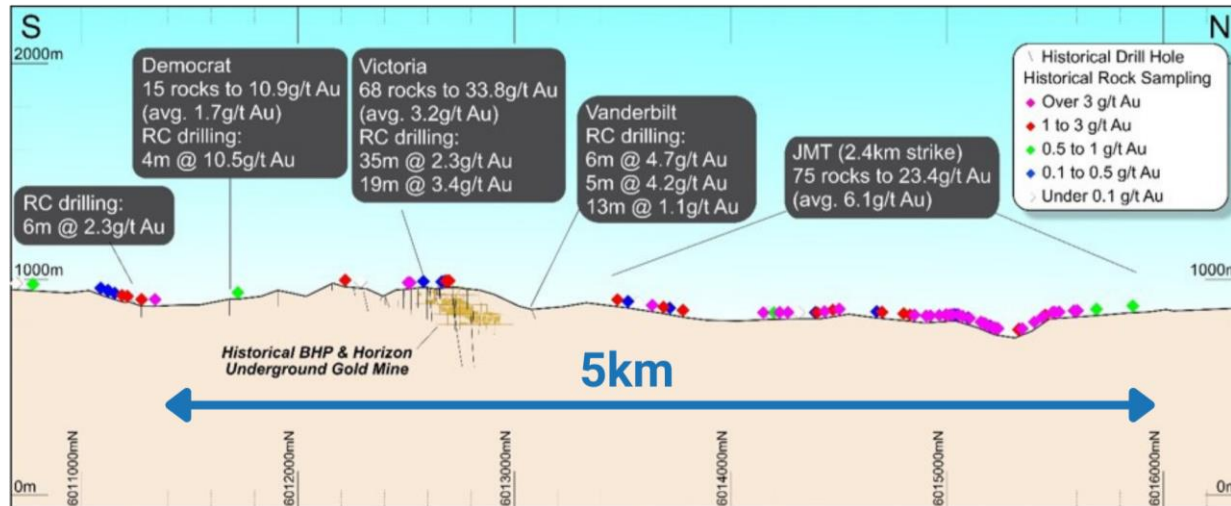 S
N
2000m
Democrat
15 rocks to 10.9g/t Au
(avg. 1.7g/t Au)
RC drilling:
4m @ 10.5g/t Au
Victoria
68 rocks to 33.8g/t Au
(avg. 3.2g/t Au)
RC drilling:
35m @ 2.3g/t Au
19m @ 3.4g/t Au
Vanderbilt
RC drilling:
6m @ 4.7g/t Au
5m @ 4.2g/t Au
13m @ 1.1g/t Au
JMT (2.4km strike)
75 rocks to 23.4g/t Au
(avg. 6.1g/t Au)
Historical Drill Hole
Historical Rock Sampling
Over 3 g/t Au
1 to 3 g/t Au
0.5 to 1 g/t Au
0.1 to 0.5 g/t Au
Under 0.1 g/t Au
RC drilling:
6m @ 2.3g/t Au
1000m
1000m
Historical BHP & Horizon
Underground Gold Mine
5km
0m
0m
6011000mN
6012000mN
6013000mN
6014000mN
6015000mN
6016000mN